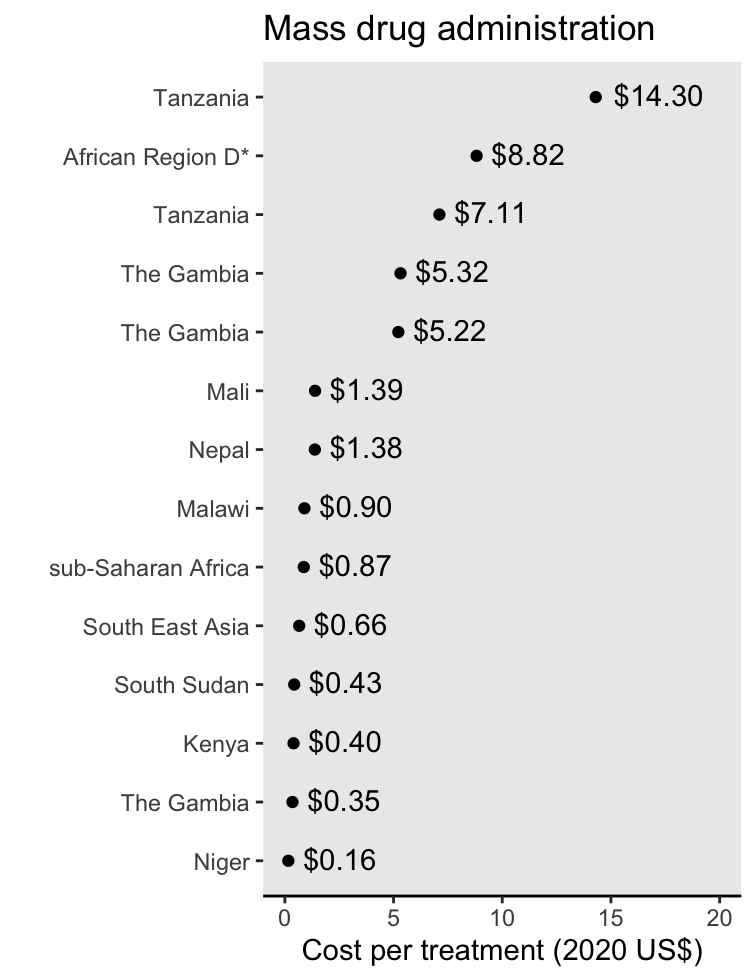 Mass drug administration
Tanzania $14.30
African Region D* $8.82
Tanzania $7.11
The Gambia $5.32
The Gambia $5.22
Mali $1.39
Nepal $1.38
Malawi $0.90
sub-Saharan Africa $0.87
South East Asia $0.66
South Sudan $0.43
Kenya $0.40
The Gambia $0.35
Niger $0.16
0 5 10 15 20
Cost per treatment (2020 US$)